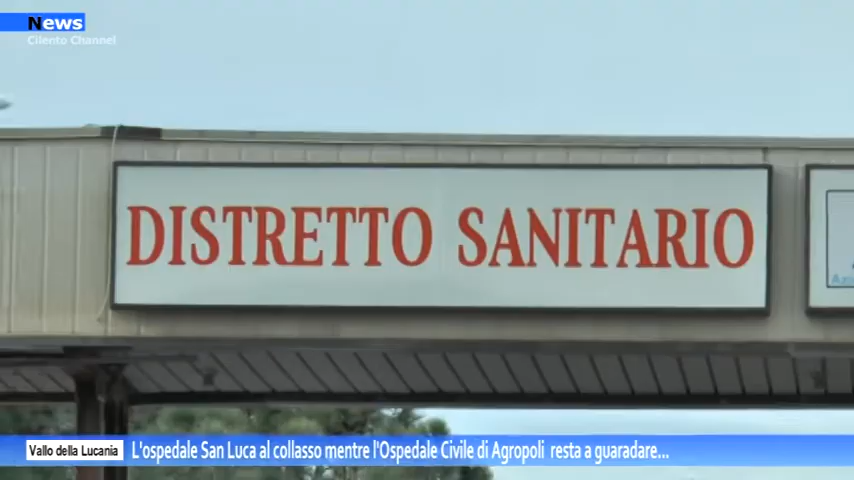 News
Cilento Channel
DISTRETTO SANITARIO
Vallo della Lucania
L'ospedale San Luca al collasso mentre l'Ospedale Civile di Agropoli resta a guaradare...